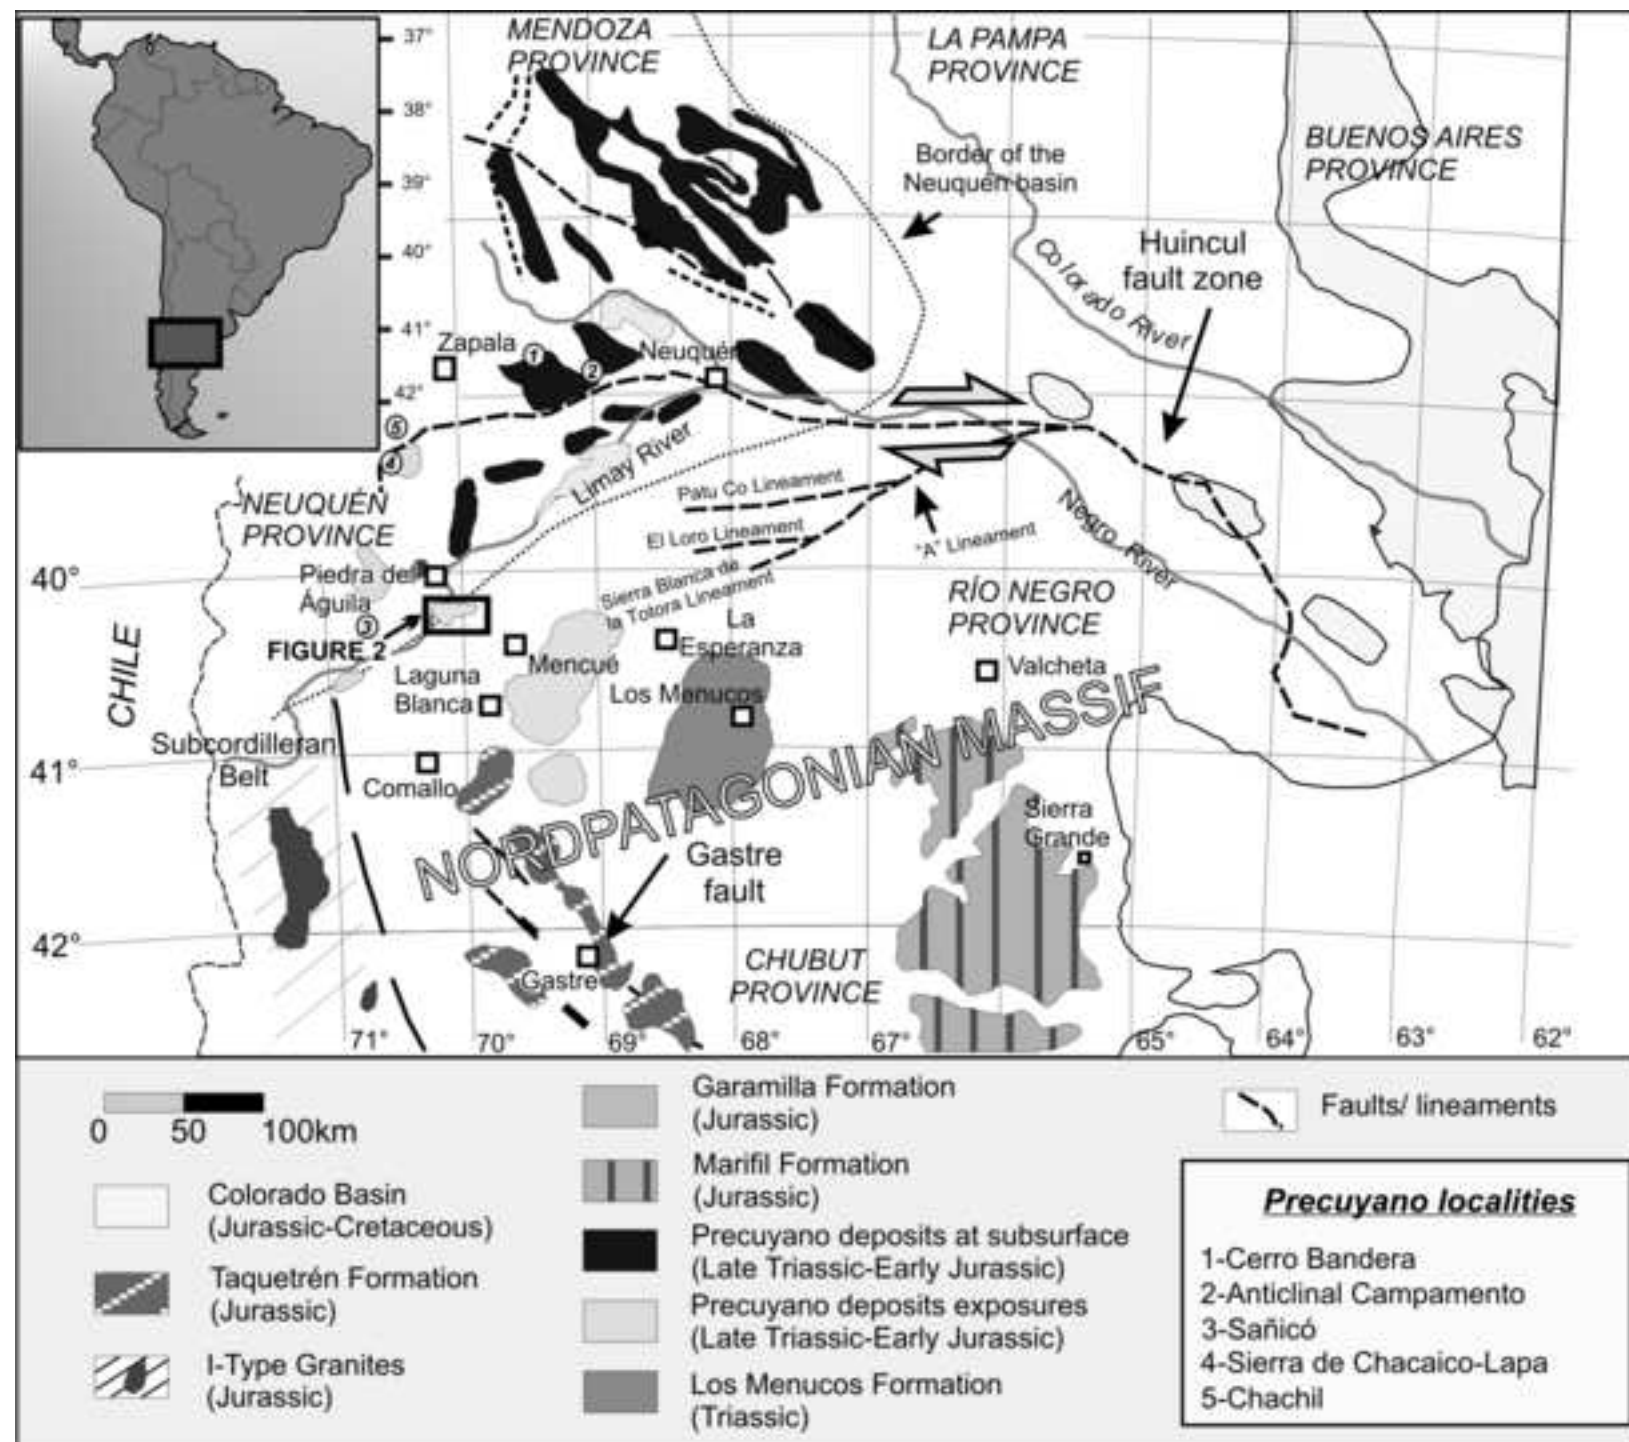 MENDOZA
PROVINCE
LA PAMPA
PROVINCE
BUENOS AIRES
PROVINCE
37°
38°
39°
40°
41°
42°
Border of the
Neuquén basin
Huincul
fault zone
Colorado River
Zapala
1
2
Neuquén
5
4
Limay River
NEUQUÉN
PROVINCE
Patu Co Lineament
El Loro Lineament
"A" Lineament
Sierra Blanca de
la Totora Lineament
Negro River
40°
Piedra del
Águila
3
FIGURE 2
RÍO NEGRO
PROVINCE
La
Esperanza
Mencué
Valcheta
CHILE
Laguna
Blanca
Los Menucos
NORDPATAGONIAN MASSIF
Subcordilleran
Belt
41°
Comallo
Sierra
Grande
Gastre
fault
42°
CHUBUT
PROVINCE
Gastre
71°
70°
69°
68°
67°
65°
64°
63°
62°
0 50 100km
Colorado Basin
(Jurassic-Cretaceous)
Taquetrén Formation
(Jurassic)
I-Type Granites
(Jurassic)
Garamilla Formation
(Jurassic)
Marifil Formation
(Jurassic)
Precuyano deposits at subsurface
(Late Triassic-Early Jurassic)
Precuyano deposits exposures
(Late Triassic-Early Jurassic)
Los Menucos Formation
(Triassic)
Faults/ lineaments
Precuyano localities
1-Cerro Bandera
2-Anticlinal Campamento
3-Sañicó
4-Sierra de Chacaico-Lapa
5-Chachil